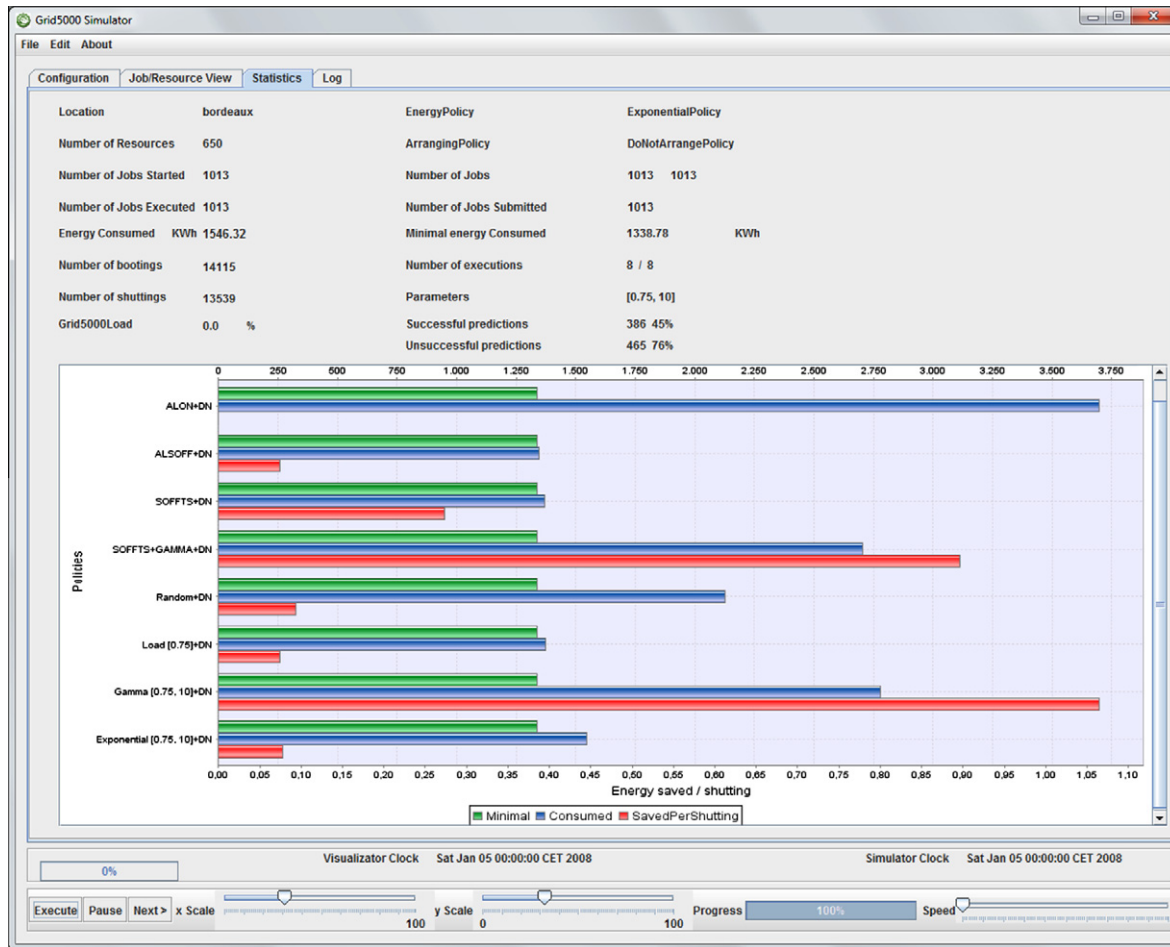 Grid5000 Simulator
File Edit About
Configuration Job/Resource View Statistics Log
Location bordeaux EnergyPolicy ExponentialPolicy
Number of Resources 650 ArrangingPolicy DoNotArrangePolicy
Number of Jobs Started 1013 Number of Jobs 1013 1013
Number of Jobs Executed 1013 Number of Jobs Submitted 1013
Energy Consumed KWh 1546.32 Minimal energy Consumed 1338.78 KWh
Number of bootings 14115 Number of executions 8 / 8
Number of shuttings 13539 Parameters [0.75, 10]
Grid5000Load 0.0 % Successful predictions 386 45%
Unsuccessful predictions 465 76%
0 250 500 750 1.000 1.250 1.500 1.750 2.000 2.250 2.500 2.750 3.000 3.250 3.500 3.750
Policies
ALON+DN
ALSOFF+DN
SOFFTS+DN
SOFFTS+GAMMA+DN
Random+DN
Load [0.75]+DN
Gamma [0.75, 10]+DN
Exponential [0.75, 10]+DN
0,00 0,05 0,10 0,15 0,20 0,25 0,30 0,35 0,40 0,45 0,50 0,55 0,60 0,65 0,70 0,75 0,80 0,85 0,90 0,95 1,00 1,05 1,10
Energy saved / shutting
Minimal Consumed SavedPerShutting
0% Visualizator Clock Sat Jan 05 00:00:00 CET 2008 Simulator Clock Sat Jan 05 00:00:00 CET 2008
Execute Pause Next > x Scale 100 y Scale 0 100 Progress 100% Speed